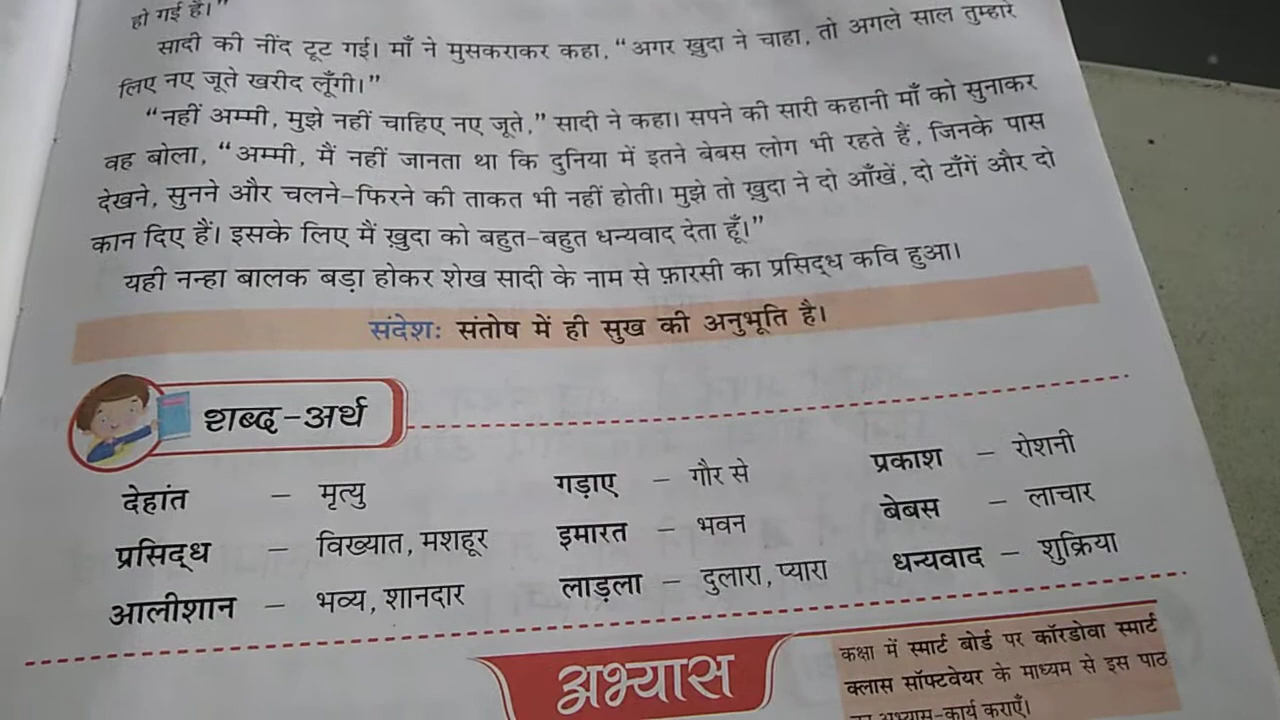 हो गई है।"
सादी की नींद टूट गई। माँ ने मुसकराकर कहा, "अगर ख़ुदा ने चाहा, तो अगले साल तुम्हारे
लिए नए जूते खरीद लूँगी।"
"नहीं अम्मी, मुझे नहीं चाहिए नए जूते," सादी ने कहा। सपने की सारी कहानी माँ को सुनाकर
वह बोला, "अम्मी, मैं नहीं जानता था कि दुनिया में इतने बेबस लोग भी रहते हैं, जिनके पास
देखने, सुनने और चलने-फिरने की ताकत भी नहीं होती। मुझे तो ख़ुदा ने दो आँखें, दो टाँगें और दो
कान दिए हैं। इसके लिए मैं ख़ुदा को बहुत-बहुत धन्यवाद देता हूँ।"
यही नन्हा बालक बड़ा होकर शेख सादी के नाम से फ़ारसी का प्रसिद्ध कवि हुआ।
संदेश: संतोष में ही सुख की अनुभूति है।
शब्द-अर्थ
देहांत – मृत्यु गड़ाए – गौर से प्रकाश – रोशनी
प्रसिद्ध – विख्यात, मशहूर इमारत – भवन बेबस – लाचार
आलीशान – भव्य, शानदार लाड़ला – दुलारा, प्यारा धन्यवाद – शुक्रिया
अभ्यास
कक्षा में स्मार्ट बोर्ड पर कॉरडोवा स्मार्ट
क्लास सॉफ्टवेयर के माध्यम से इस पाठ
अभ्यास-कार्य कराएँ।